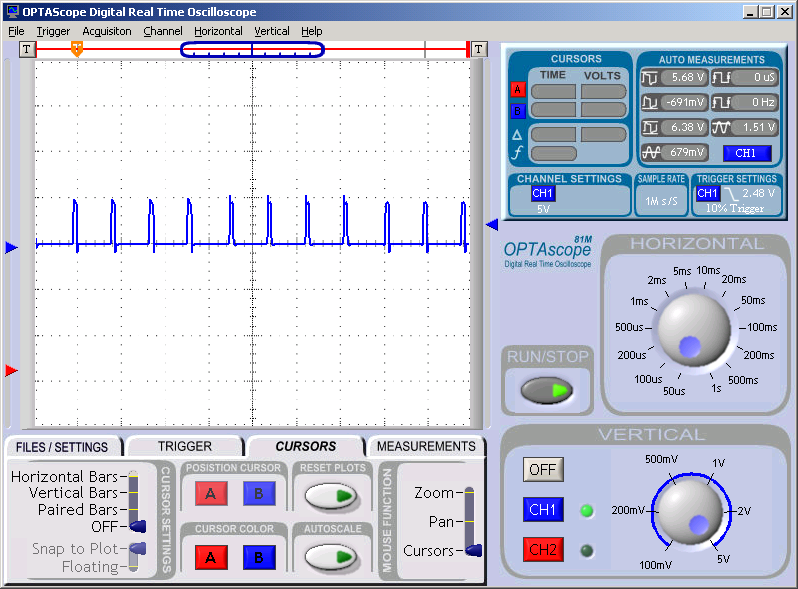 OPTAScope Digital Real Time Oscilloscope
File Trigger Acquisiton Channel Horizontal Vertical Help
T T T
CURSORS
TIME VOLTS
A
B
Δ
f
AUTO MEASUREMENTS
5.68 V 0 uS
-691mV 0 Hz
6.38 V 1.51 V
679mV CH1
CHANNEL SETTINGS
CH1
5V
SAMPLE RATE
1M s/S
TRIGGER SETTINGS
CH1 2.48 V
10% Trigger
81M
OPTAscope
Digital Real Time Oscilloscope
HORIZONTAL
5ms 10ms
2ms 20ms
1ms 50ms
500us 100ms
200us 200ms
100us 500ms
50us 1s
RUN/STOP
VERTICAL
OFF
CH1
CH2
500mV 1V
200mV 2V
100mV 5V
FILES / SETTINGS TRIGGER CURSORS MEASUREMENTS
Horizontal Bars
Vertical Bars
Paired Bars
OFF
Snap to Plot
Floating
CURSOR SETTINGS
POSISTION CURSOR
A B
CURSOR COLOR
A B
RESET PLOTS
AUTOSCALE
MOUSE FUNCTION
Zoom
Pan
Cursors